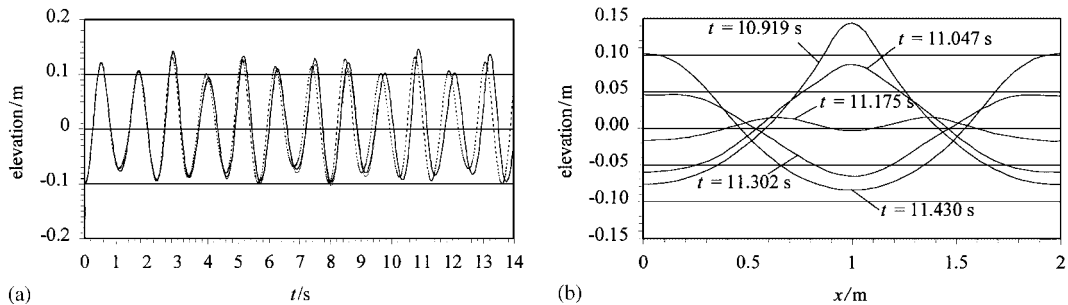 0.2
0.1
0
-0.1
-0.2
elevation/m
0 1 2 3 4 5 6 7 8 9 10 11 12 13 14
t/s
(a)
0.15
0.10
0.05
0.00
-0.05
-0.10
-0.15
elevation/m
t = 10.919 s
t = 11.047 s
t = 11.175 s
t = 11.302 s
t = 11.430 s
0 0.5 1 1.5 2
x/m
(b)